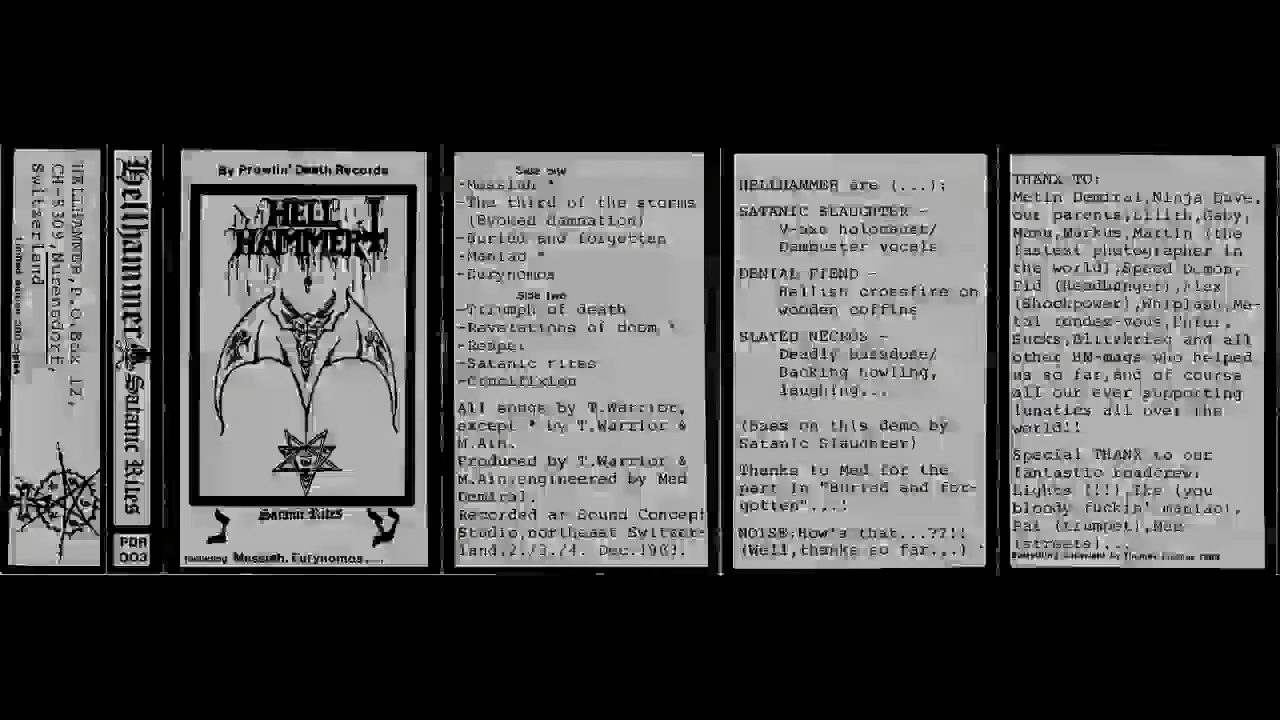 HELLHAMMER, P.O.Box 12,
CH-8309, Nurensdorf,
Switzerland
Limited edition 200 copies
Hellhammer Satanic Rites
PDR
003
By Prowlin' Death Records
HELL
HAMMER
Satanic Rites
featuring Messiah, Eurynomos,....
Side one
-Messiah *
-The third of the storms
(Evoked damnation)
-Buried and forgotten
-Maniac *
-Eurynomos
Side two
-Triumph of death
-Revelations of doom *
-Reaper
-Satanic rites
-Crucifixion
All songs by T.Warrior,
except * by T.Warrior &
M.Ain.
Produced by T.Warrior &
M.Ain,engineered by Med
Demiral.
Recorded at Sound Concept
Studio,northeast Switzer-
land,2./3./4. Dec.1983.
HELLHAMMER are (...):
SATANIC SLAUGHTER -
V-axe holocaust/
Dambuster vocals
DENIAL FIEND -
Hellish crossfire on
wooden coffins
SLAYED NECROS -
Deadly bassdose/
Backing howling,
laughing...
(Bass on this demo by
Satanic Slaughter)
Thanks to Med for the
part in "Buried and for-
gotten"...!
NOISE:How's that...??!!
(Well,thanks so far...)
THANX TO:
Metin Demiral,Ninja Dave,
our parents,Lilith,Gaby,
Manu,Markus,Martin (the
fastest photographer in
the world),Speed Demon,
(Headbanger),
(Shockpower),Whiplash,Me-
tal rendez-vous,
Sucks,Blitzkrieg and all
other HM-mags who helped
us so far,and of course
all our ever supporting
lunatics all over the
world!!
Special THANX to our
fantastic roadcrew:
Lights (!!!) Ike (you
bloody fuckin' maniac),
(trumpet),
(streets)...